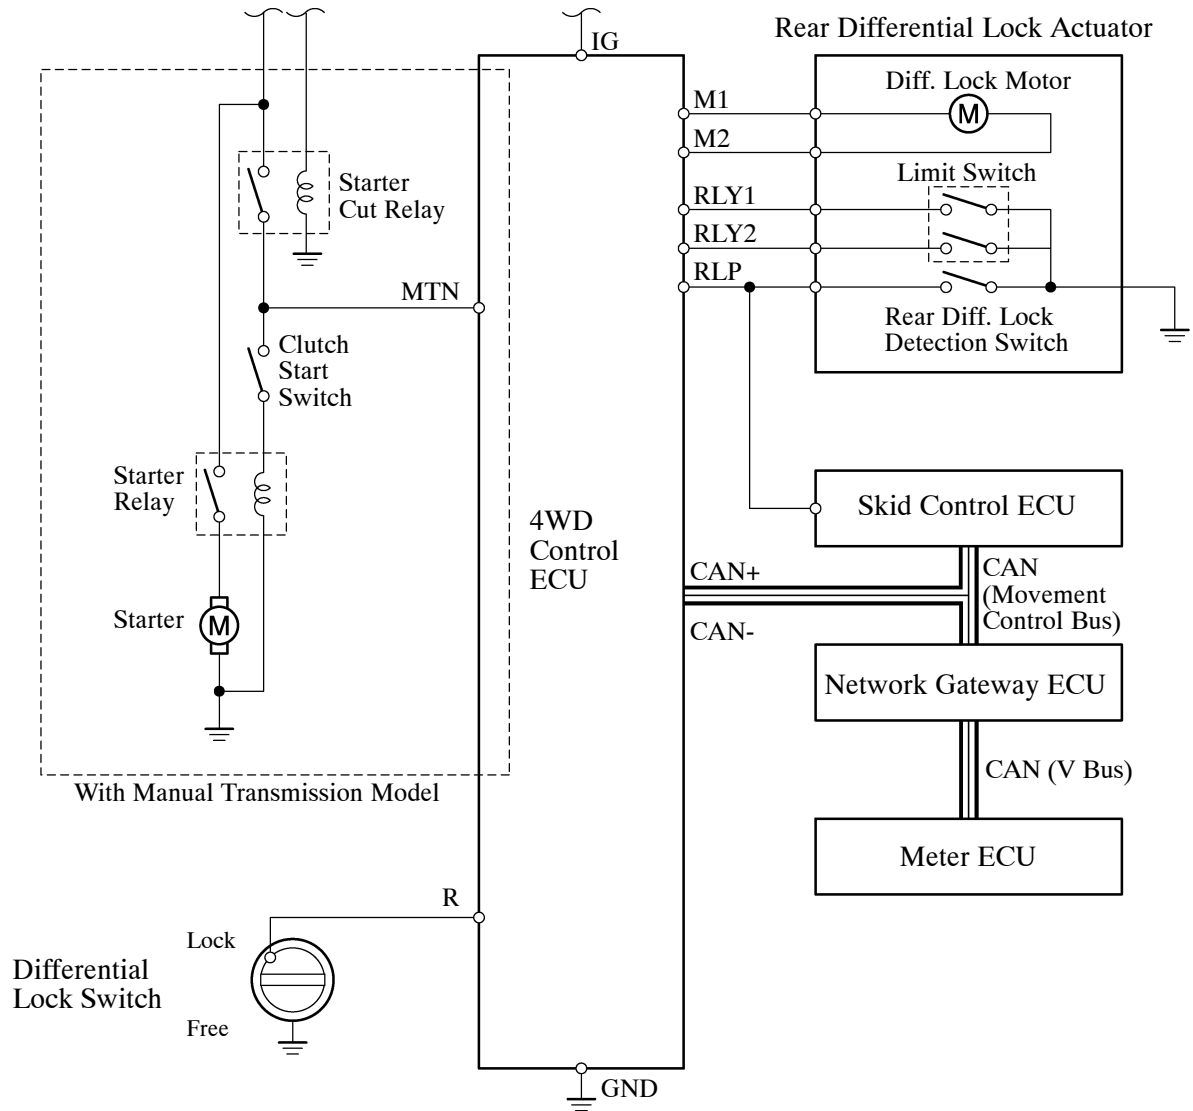 IG
Rear Differential Lock Actuator
Diff. Lock Motor
M
M1
M2
Limit Switch
RLY1
RLY2
RLP
Rear Diff. Lock
Detection Switch
Starter
Cut Relay
MTN
Clutch
Start
Switch
Starter
Relay
Starter
M
With Manual Transmission Model
4WD
Control
ECU
Skid Control ECU
CAN+
CAN-
CAN
(Movement
Control Bus)
Network Gateway ECU
CAN (V Bus)
Meter ECU
R
Lock
Differential
Lock Switch
Free
GND